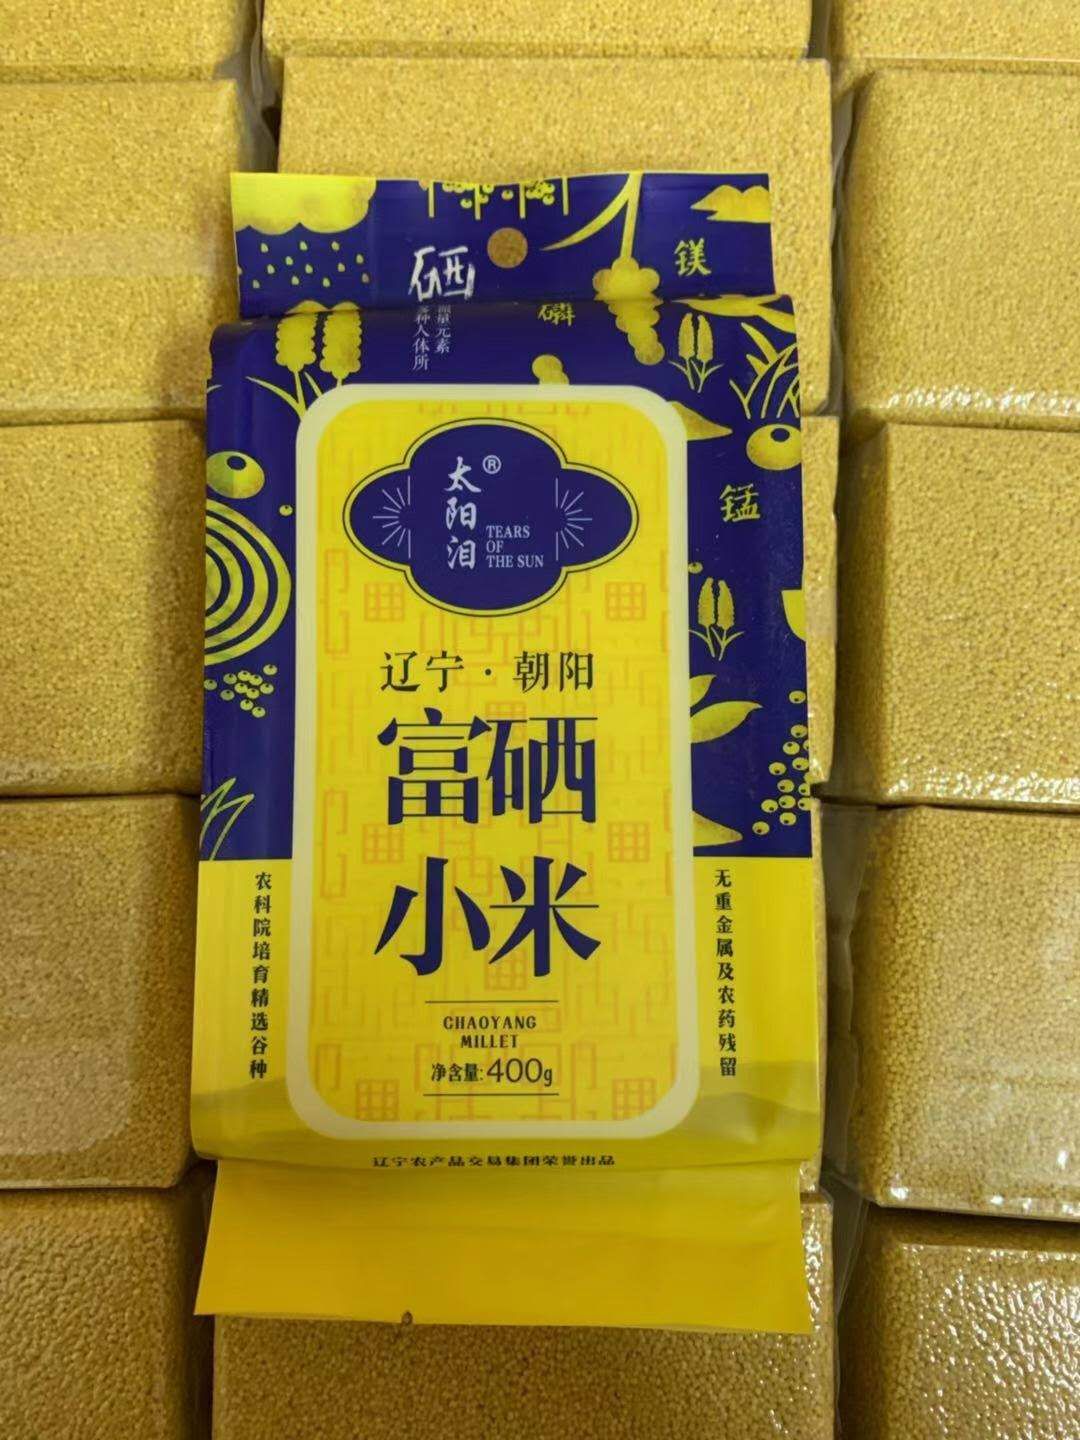 硒
微量元素
多种人体所
镁
磷
锰
太阳泪®
TEARS
OF
THE SUN
辽宁·朝阳
富硒
小米
CHAOYANG
MILLET
净含量:400g
农科院培育精选谷种
无重金属及农药残留
辽宁农产品交易集团荣誉出品